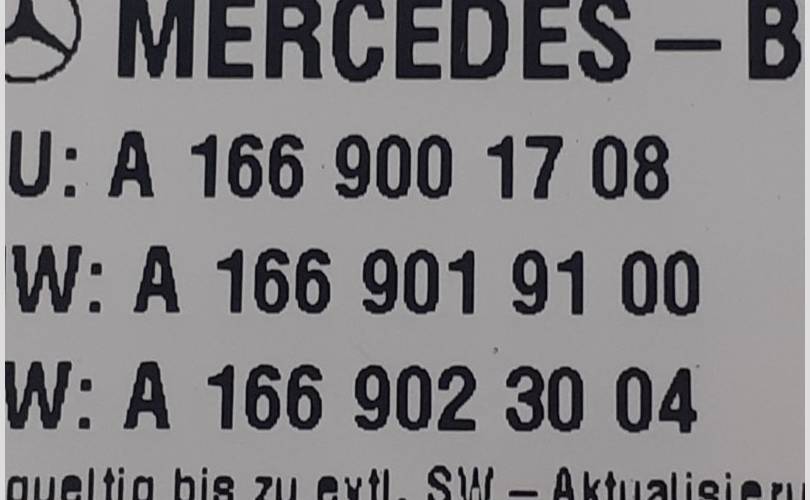 MERCEDES – B
U: A 166 900 17 08
W: A 166 901 91 00
W: A 166 902 30 04
gueltig bis zu evtl. SW – Aktualisieru